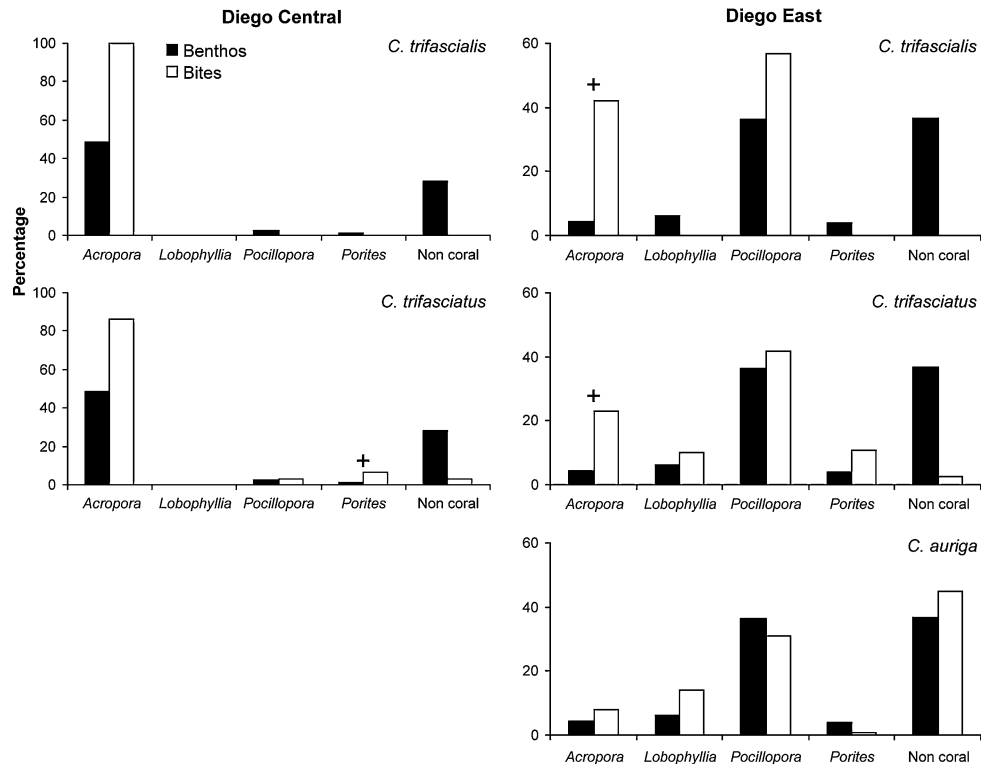 Diego Central
Diego East
Percentage
C. trifascialis
Benthos
Bites
100
80
60
40
20
0
Acropora Lobophyllia Pocillopora Porites Non coral
C. trifascialis
60
40
20
0
+
Acropora Lobophyllia Pocillopora Porites Non coral
C. trifasciatus
100
80
60
40
20
0
+
Acropora Lobophyllia Pocillopora Porites Non coral
C. trifasciatus
60
40
20
0
+
Acropora Lobophyllia Pocillopora Porites Non coral
C. auriga
60
40
20
0
Acropora Lobophyllia Pocillopora Porites Non coral